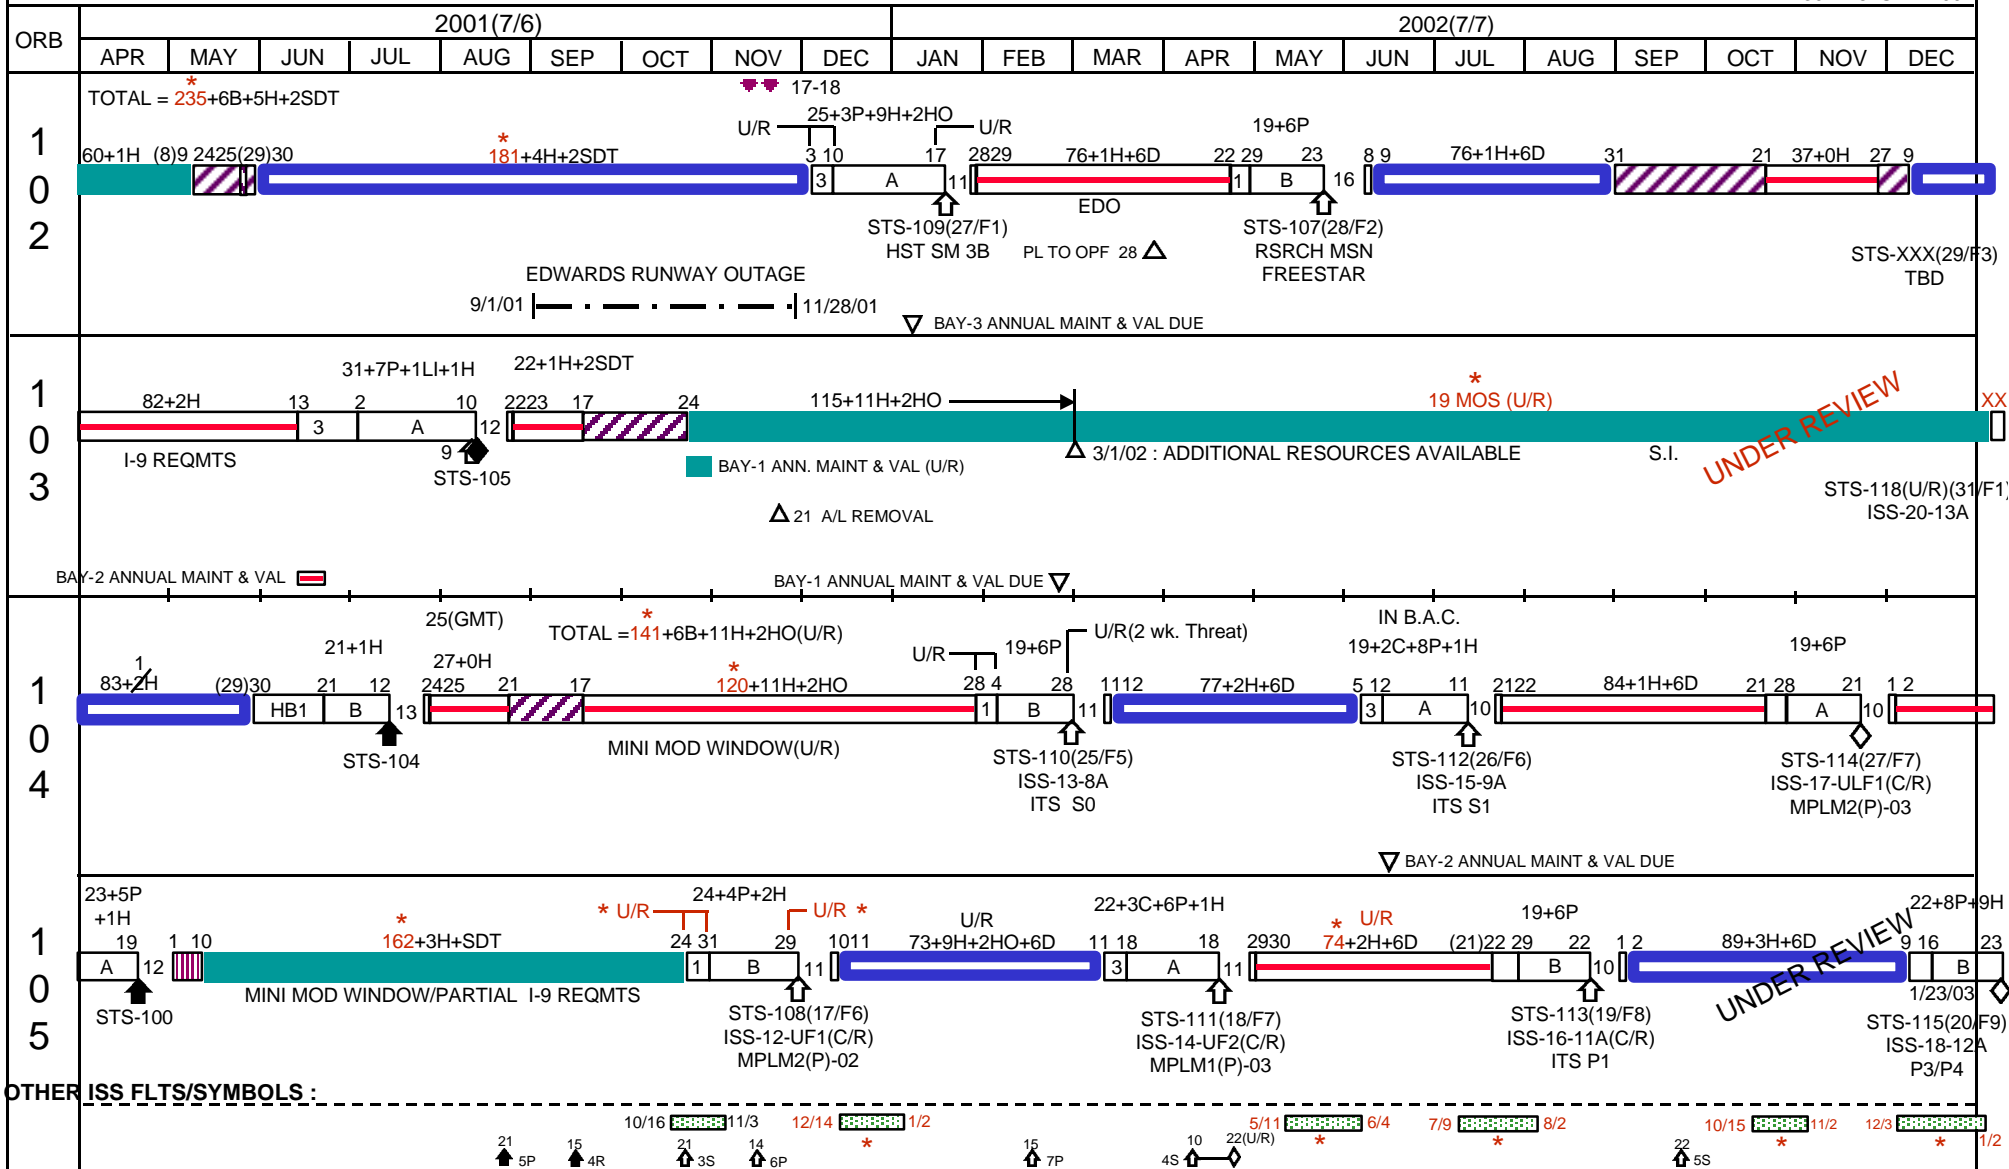 ORB
2001(7/6)
2002(7/7)
APR MAY JUN JUL AUG SEP OCT NOV DEC JAN FEB MAR APR MAY JUN JUL AUG SEP OCT NOV DEC
102
*
TOTAL = 235+6B+5H+2SDT
17-18
25+3P+9H+2HO
U/R
U/R
19+6P
60+1H (8)9 2425(29)30
*
181+4H+2SDT
3 10 17 2829 76+1H+6D 22 29 23 8 9 76+1H+6D 31 21 37+0H 27 9
3 A 11 1 B 16
EDO
STS-109(27/F1)
HST SM 3B
PL TO OPF 28
STS-107(28/F2)
RSRCH MSN
FREESTAR
STS-XXX(29/F3)
TBD
EDWARDS RUNWAY OUTAGE
9/1/01 11/28/01
BAY-3 ANNUAL MAINT & VAL DUE
103
31+7P+1LI+1H
22+1H+2SDT
82+2H 13 2 10 2223 17 24
115+11H+2HO
*
19 MOS (U/R)
UNDER REVIEW
XX
3 A 12
9
I-9 REQMTS
STS-105
BAY-1 ANN. MAINT & VAL (U/R)
3/1/02 : ADDITIONAL RESOURCES AVAILABLE
S.I.
21 A/L REMOVAL
STS-118(U/R)(31/F1)
ISS-20-13A
BAY-2 ANNUAL MAINT & VAL
BAY-1 ANNUAL MAINT & VAL DUE
104
25(GMT)
*
TOTAL =141+6B+11H+2HO(U/R)
U/R(2 wk. Threat)
IN B.A.C.
21+1H
27+0H
U/R
19+6P
19+2C+8P+1H
19+6P
1
83+2H (29)30 21 12 2425 21 17
*
120+11H+2HO
28 4 28 1112 77+2H+6D 5 12 11 2122 84+1H+6D 21 28 21 1 2
HB1 B 13 1 B 11 3 A 10 A 10
STS-104
MINI MOD WINDOW(U/R)
STS-110(25/F5)
ISS-13-8A
ITS S0
STS-112(26/F6)
ISS-15-9A
ITS S1
STS-114(27/F7)
ISS-17-ULF1(C/R)
MPLM2(P)-03
BAY-2 ANNUAL MAINT & VAL DUE
105
23+5P
+1H
* U/R
24+4P+2H
U/R *
U/R
22+3C+6P+1H
* U/R
19+6P
22+8P+9H
19 1 10
*
162+3H+SDT
24 31 29 1011 73+9H+2HO+6D 11 18 18 2930 74+2H+6D (21)22 29 22 1 2 89+3H+6D 9 16 23
A 12 1 B 11 3 A 11 B 10 B
UNDER REVIEW
MINI MOD WINDOW/PARTIAL I-9 REQMTS
STS-100
STS-108(17/F6)
ISS-12-UF1(C/R)
MPLM2(P)-02
STS-111(18/F7)
ISS-14-UF2(C/R)
MPLM1(P)-03
STS-113(19/F8)
ISS-16-11A(C/R)
ITS P1
1/23/03
STS-115(20/F9)
ISS-18-12A
P3/P4
OTHER ISS FLTS/SYMBOLS :
10/16 11/3 12/14 1/2 5/11 6/4 7/9 8/2 10/15 11/2 12/3 1/2
* * * * *
21 15 21 14 15 10 22(U/R) 22
5P 4R 3S 6P 7P 4S 5S